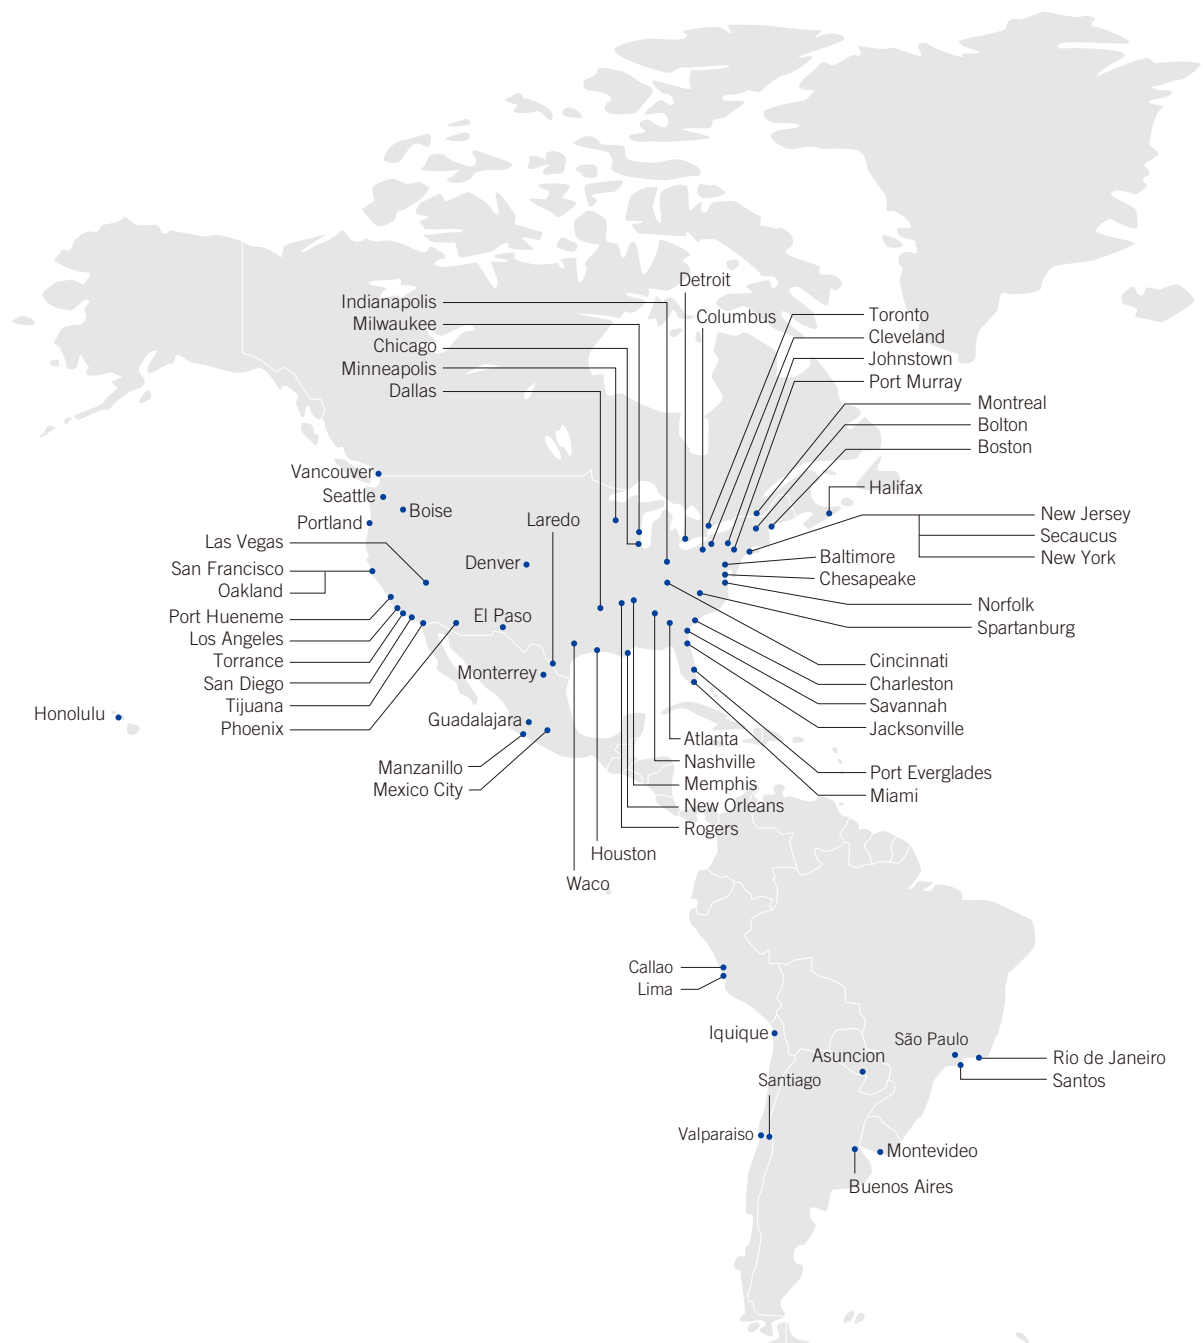 Detroit
Indianapolis
Columbus
Toronto
Milwaukee
Cleveland
Chicago
Johnstown
Minneapolis
Port Murray
Dallas
Montreal
Bolton
Boston
Vancouver
Halifax
Seattle
Boise
Laredo
New Jersey
Portland
Secaucus
Las Vegas
Baltimore
New York
San Francisco
Denver
Chesapeake
Oakland
Norfolk
Port Hueneme
El Paso
Spartanburg
Los Angeles
Torrance
Cincinnati
Monterrey
San Diego
Charleston
Tijuana
Savannah
Honolulu
Guadalajara
Phoenix
Jacksonville
Atlanta
Manzanillo
Nashville
Port Everglades
Mexico City
Memphis
Miami
New Orleans
Rogers
Houston
Waco
Callao
Lima
Iquique
São Paulo
Asuncion
Rio de Janeiro
Santiago
Santos
Valparaiso
Montevideo
Buenos Aires